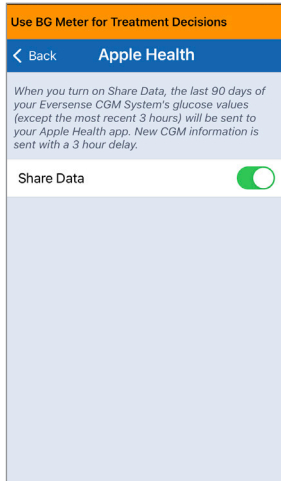 Use BG Meter for Treatment Decisions
Back
Apple Health
When you turn on Share Data, the last 90 days of
your Eversense CGM System's glucose values
(except the most recent 3 hours) will be sent to
your Apple Health app. New CGM information is
sent with a 3 hour delay.
Share Data